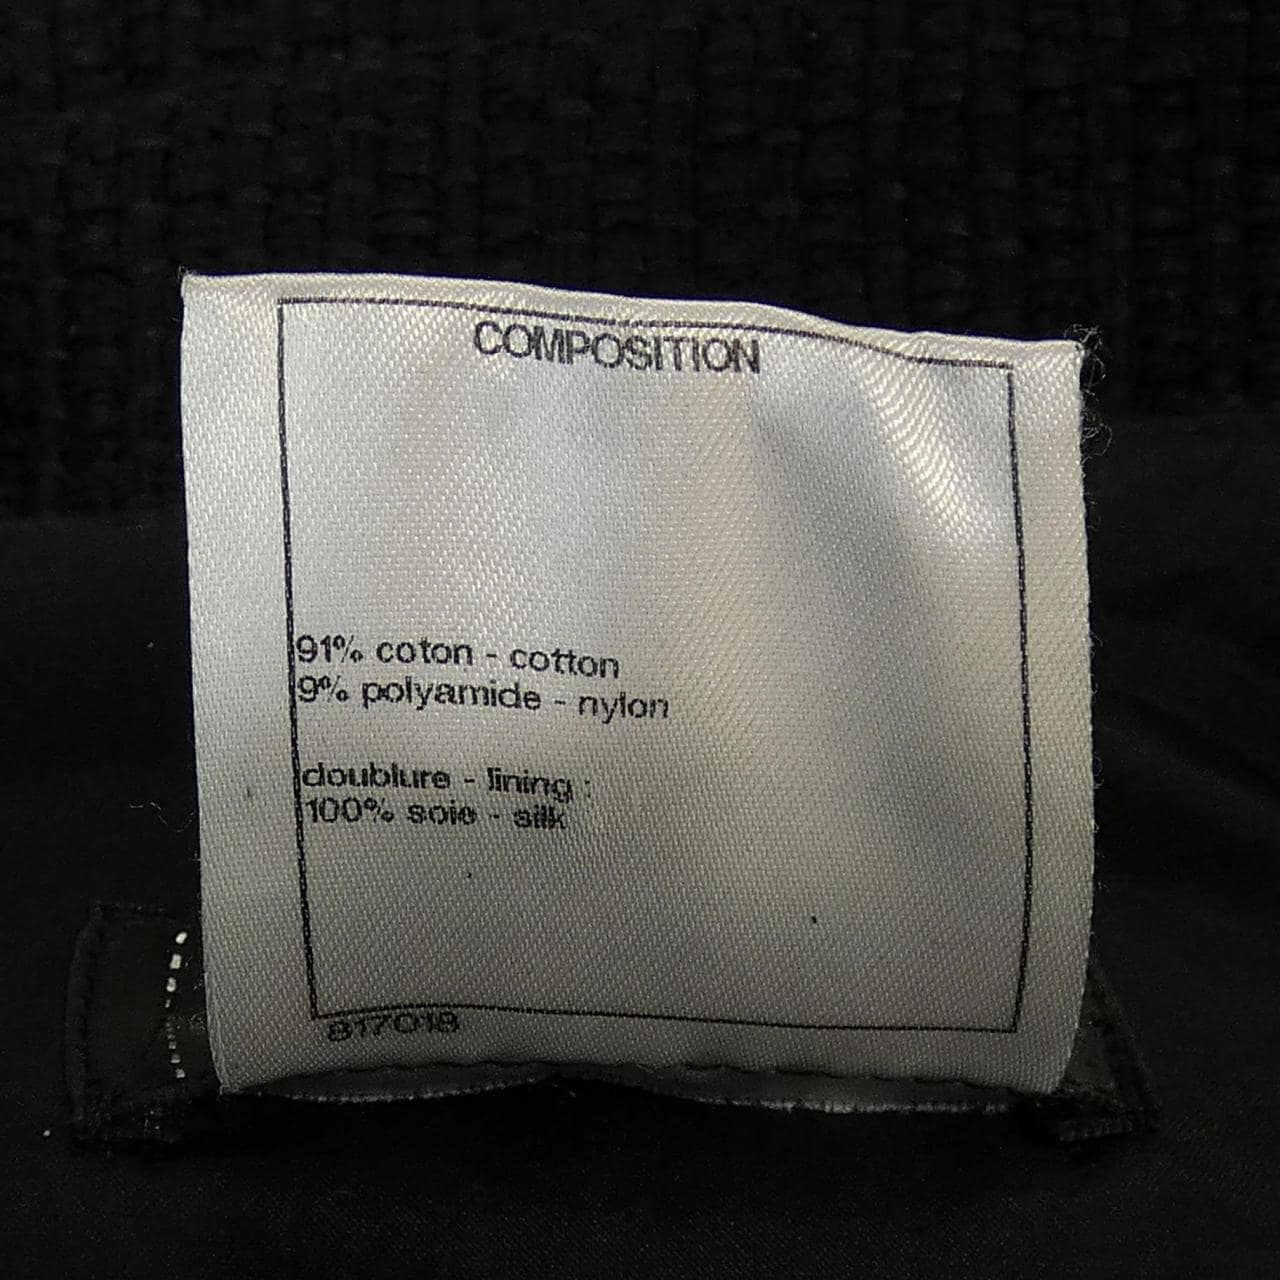 COMPOSITION
91% coton - cotton
9% polyamide - nylon
doublure - lining :
100% soie - silk
817018